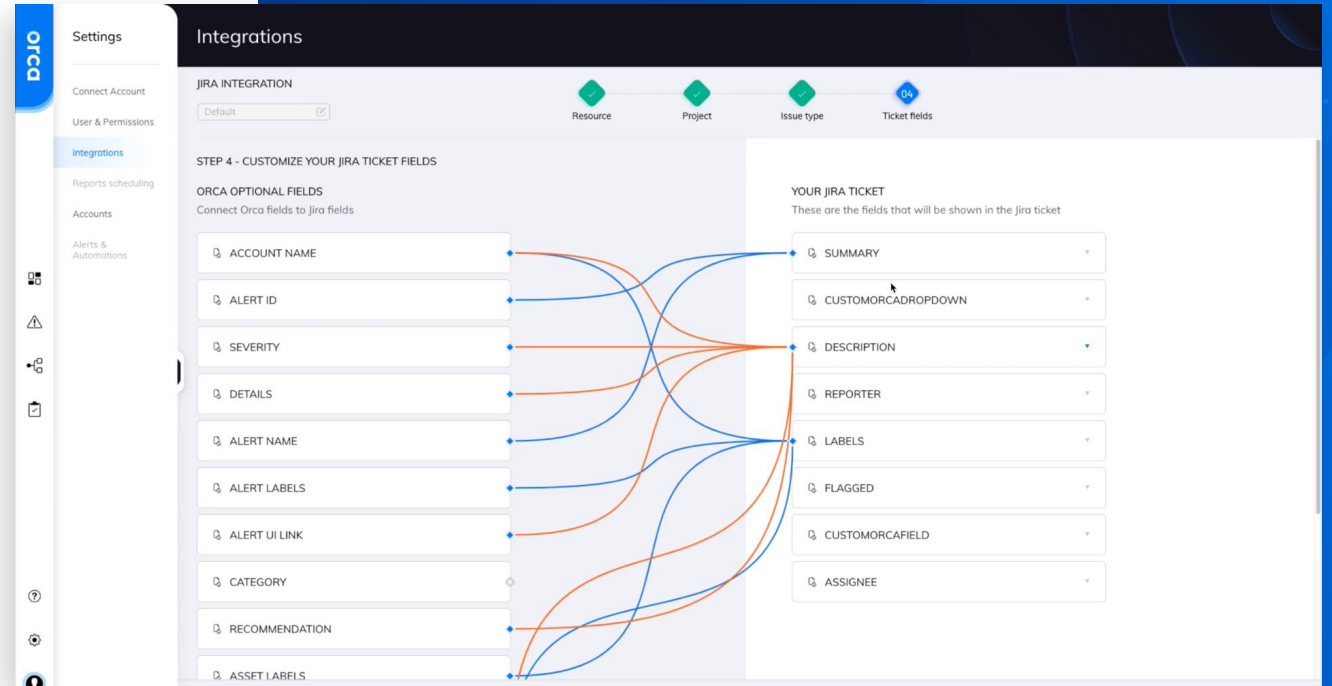 orca
Settings
Connect Account
User & Permissions
Integrations
Reports scheduling
Accounts
Alerts &
Automations
Integrations
JIRA INTEGRATION
Default
Resource
Project
Issue type
04
Ticket fields
STEP 4 - CUSTOMIZE YOUR JIRA TICKET FIELDS
ORCA OPTIONAL FIELDS
Connect Orca fields to Jira fields
ACCOUNT NAME
ALERT ID
SEVERITY
DETAILS
ALERT NAME
ALERT LABELS
ALERT UI LINK
CATEGORY
RECOMMENDATION
ASSET LABELS
YOUR JIRA TICKET
These are the fields that will be shown in the Jira ticket
SUMMARY
CUSTOMORCADROPDOWN
DESCRIPTION
REPORTER
LABELS
FLAGGED
CUSTOMORCAFIELD
ASSIGNEE